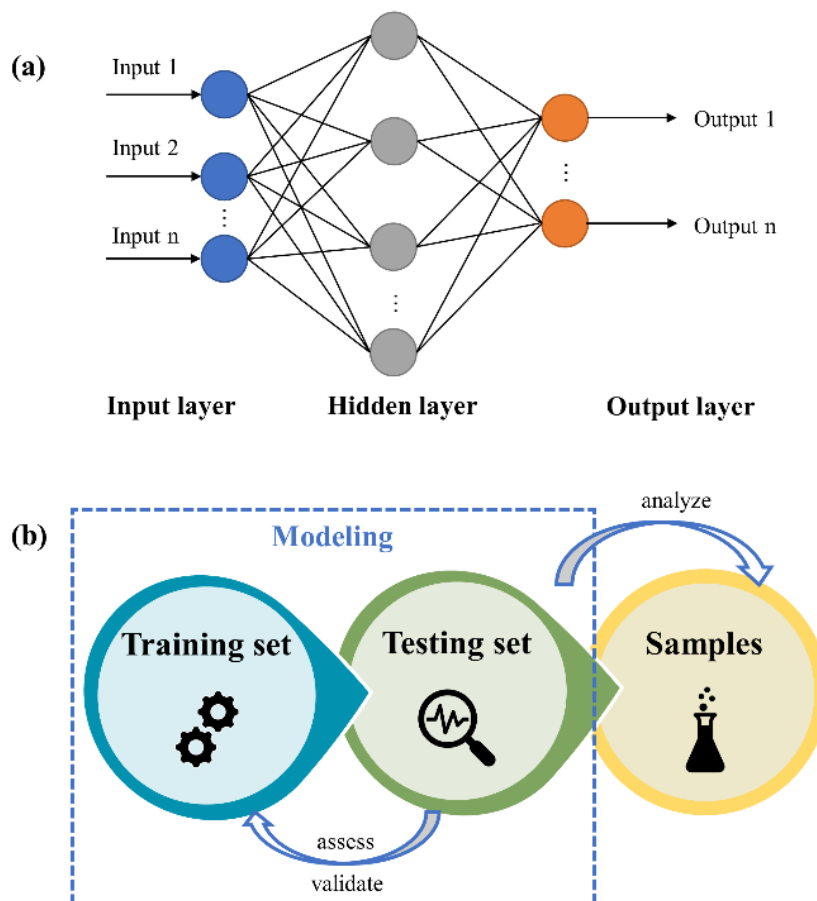 (a)
Input 1
Input 2
Input n
Output 1
Output n
Input layer
Hidden layer
Output layer
(b)
Modeling
analyze
Training set
Testing set
Samples
assess
validate